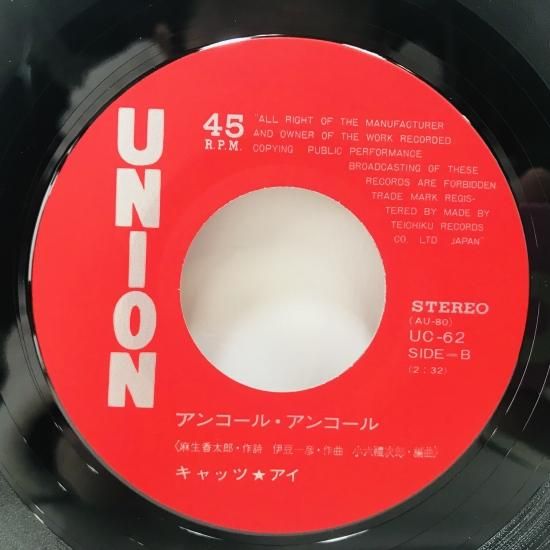 UNION
45
R.P.M.
"ALL RIGHT OF THE MANUFACTURER
AND OWNER OF THE WORK RECORDED
COPYING PUBLIC PERFORMANCE
BROADCASTING OF THESE
RECORDS ARE FORBIDDEN
TRADE MARK REGIS-
TERED BY MADE BY
TEICHIKU RECORDS
CO. LTD JAPAN"
STEREO
(AU-80)
UC-62
SIDE-B
(2:32)
アンコール・アンコール
〈麻生香太郎・作詩 伊豆一彦・作曲 小六禮次郎・編曲〉
キャッツ★アイ